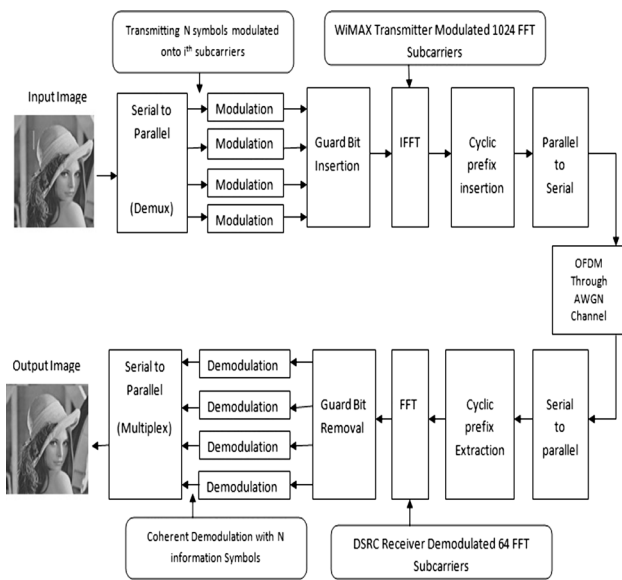 Transmitting N symbols modulated
onto iᵗʰ subcarriers
WiMAX Transmitter Modulated 1024 FFT
Subcarriers
Input Image
Serial to
Parallel
(Demux)
Modulation
Modulation
Modulation
Modulation
Guard Bit
Insertion
IFFT
Cyclic
prefix
insertion
Parallel
to
Serial
OFDM
Through
AWGN
Channel
Output Image
Serial to
Parallel
(Multiplex)
Demodulation
Demodulation
Demodulation
Demodulation
Guard Bit
Removal
FFT
Cyclic
prefix
Extraction
Serial
to
parallel
Coherent Demodulation with N
information Symbols
DSRC Receiver Demodulated 64 FFT
Subcarriers